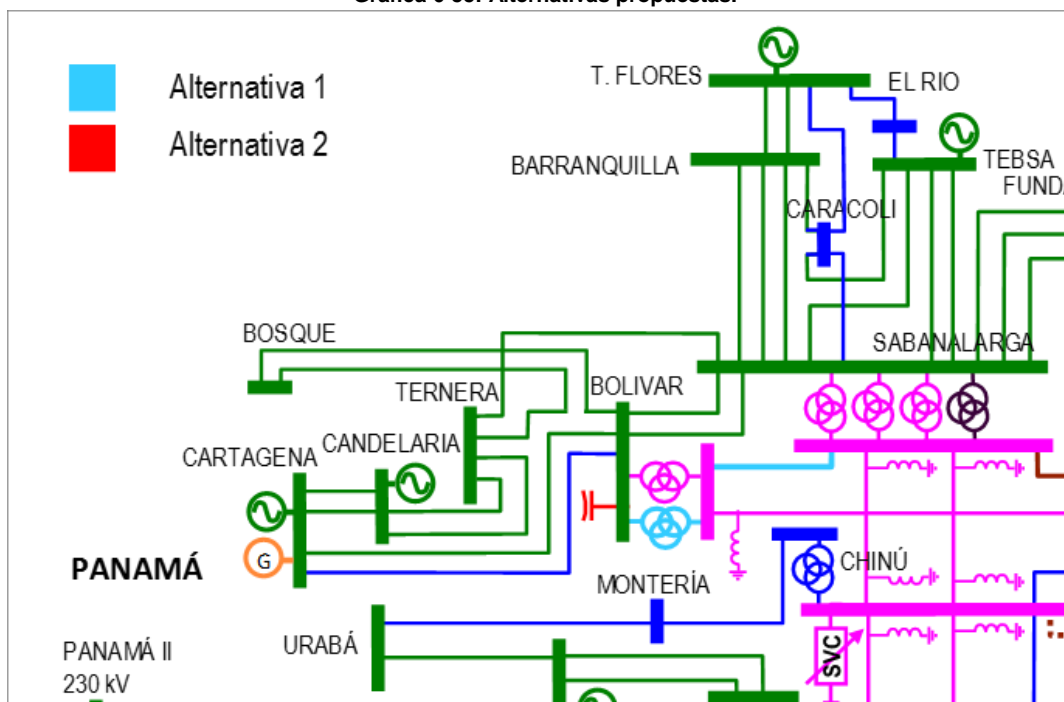 Alternativa 1
Alternativa 2
T. FLORES
EL RIO
BARRANQUILLA
TEBSA
CARACOLI
SABANALARGA
BOSQUE
TERNERA
BOLIVAR
CARTAGENA
CANDELARIA
G
PANAMÁ
CHINÚ
MONTERÍA
URABÁ
SVC
PANAMÁ II
230 kV